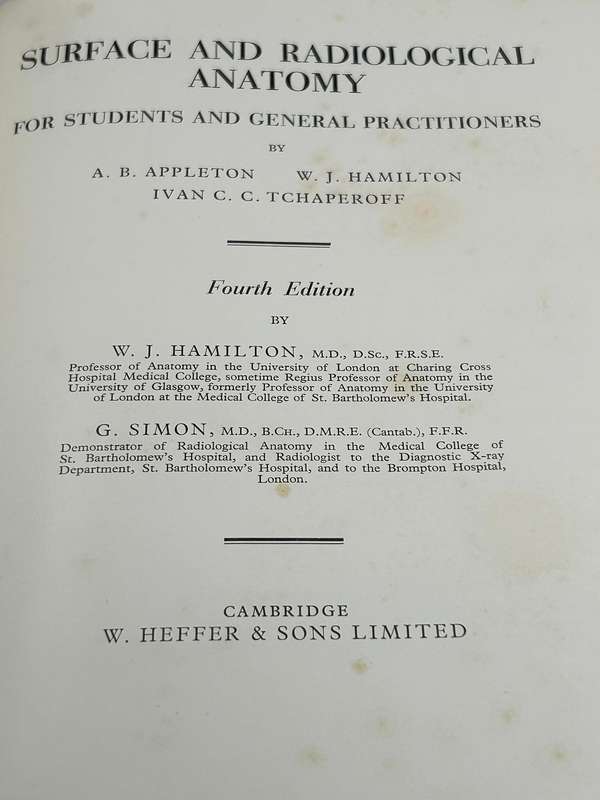 SURFACE AND RADIOLOGICAL
ANATOMY
FOR STUDENTS AND GENERAL PRACTITIONERS
BY
A. B. APPLETON W. J. HAMILTON
IVAN C. C. TCHAPEROFF
Fourth Edition
BY
W. J. HAMILTON, M.D., D.Sc., F.R.S.E.
Professor of Anatomy in the University of London at Charing Cross
Hospital Medical College, sometime Regius Professor of Anatomy in the
University of Glasgow, formerly Professor of Anatomy in the University
of London at the Medical College of St. Bartholomew's Hospital.
G. SIMON, M.D., B.CH., D.M.R.E. (Cantab.), F.F.R.
Demonstrator of Radiological Anatomy in the Medical College of
St. Bartholomew's Hospital, and Radiologist to the Diagnostic X-ray
Department, St. Bartholomew's Hospital, and to the Brompton Hospital,
London.
CAMBRIDGE
W. HEFFER & SONS LIMITED